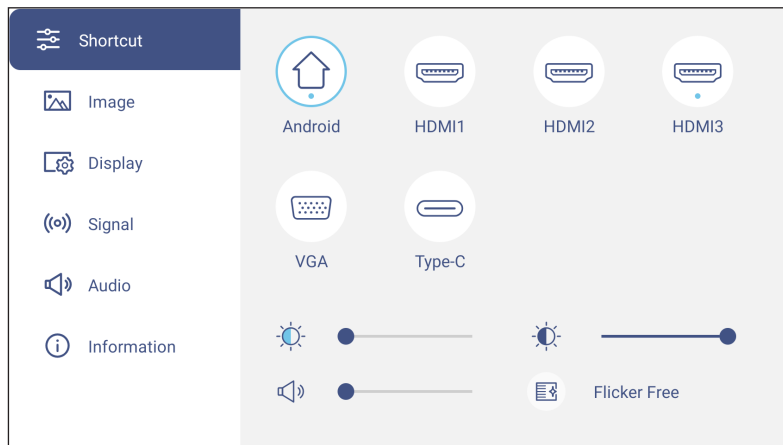 Shortcut
Image
Display
Signal
Audio
Information
Android
HDMI1
HDMI2
HDMI3
VGA
Type-C
Flicker Free